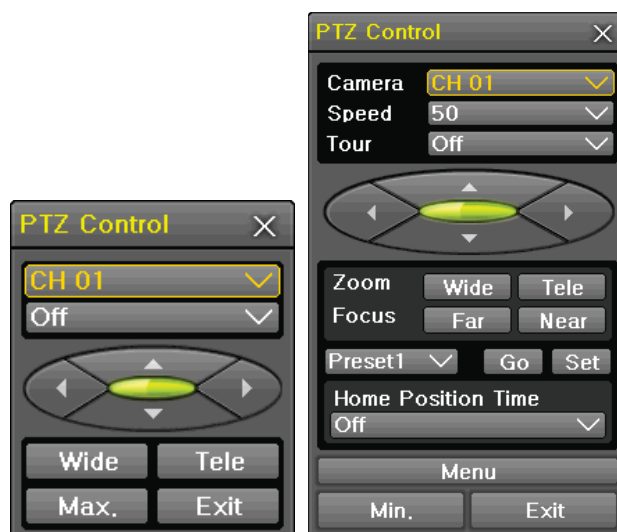 PTZ Control
CH 01
Off
Wide Tele
Max. Exit
PTZ Control
Camera CH 01
Speed 50
Tour Off
Zoom Wide Tele
Focus Far Near
Preset1 Go Set
Home Position Time
Off
Menu
Min. Exit